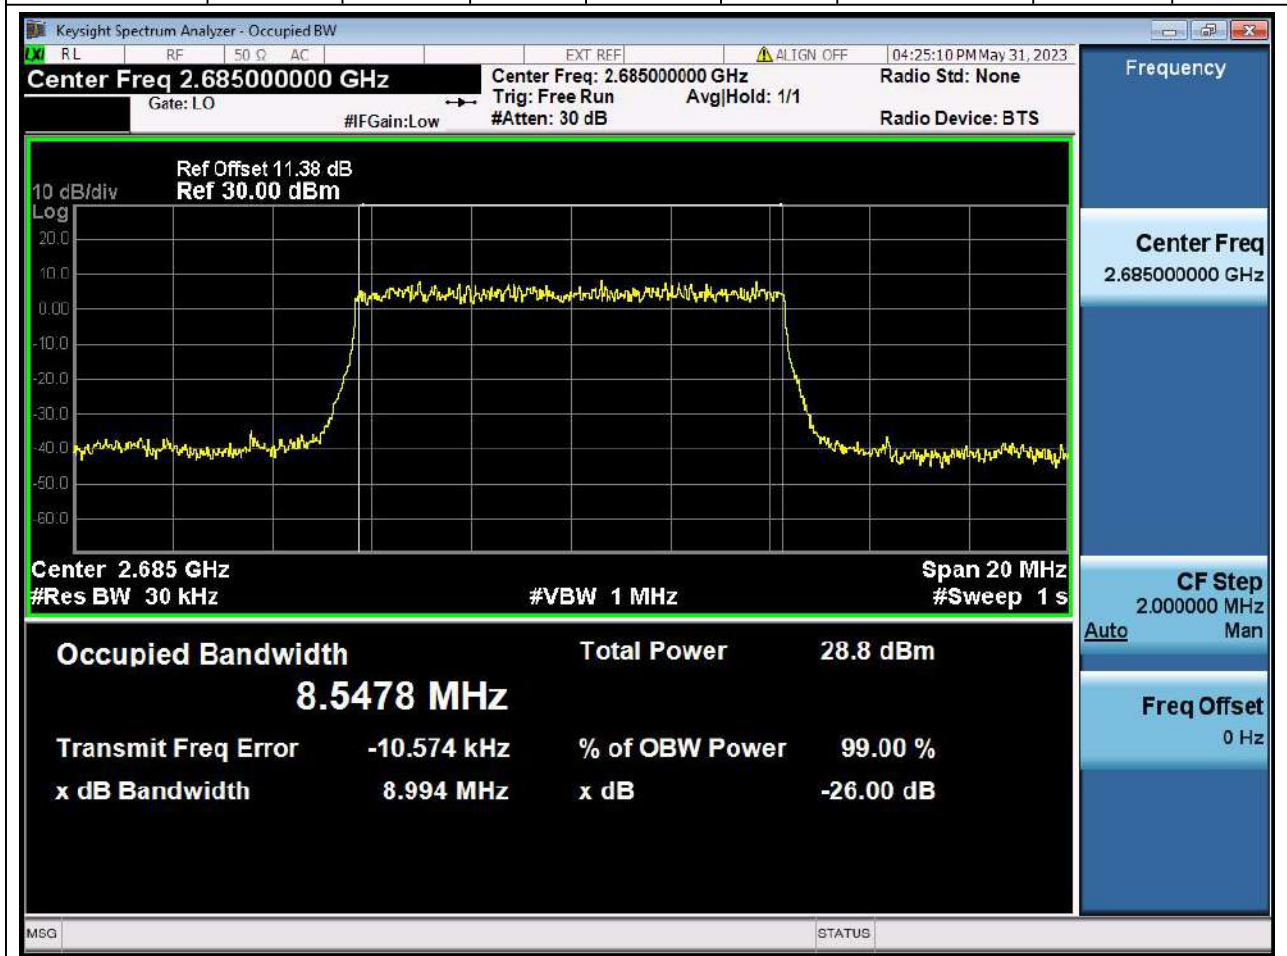 Keysight Spectrum Analyzer - Occupied BW
LXI RL RF 50 Ω AC EXT REF ALIGN OFF 04:25:10 PM May 31, 2023
Center Freq 2.685000000 GHz
Gate: LO
#IFGain:Low
Center Freq: 2.685000000 GHz
Trig: Free Run Avg|Hold: 1/1
#Atten: 30 dB
Radio Std: None
Radio Device: BTS
Ref Offset 11.38 dB
10 dB/div Ref 30.00 dBm
Log
20.0
10.0
0.00
-10.0
-20.0
-30.0
-40.0
-50.0
-60.0
Center 2.685 GHz Span 20 MHz
#Res BW 30 kHz #VBW 1 MHz #Sweep 1 s
Occupied Bandwidth Total Power 28.8 dBm
8.5478 MHz
Transmit Freq Error -10.574 kHz % of OBW Power 99.00 %
x dB Bandwidth 8.994 MHz x dB -26.00 dB
Frequency
Center Freq
2.685000000 GHz
CF Step
2.000000 MHz
Auto Man
Freq Offset
0 Hz
MSG STATUS